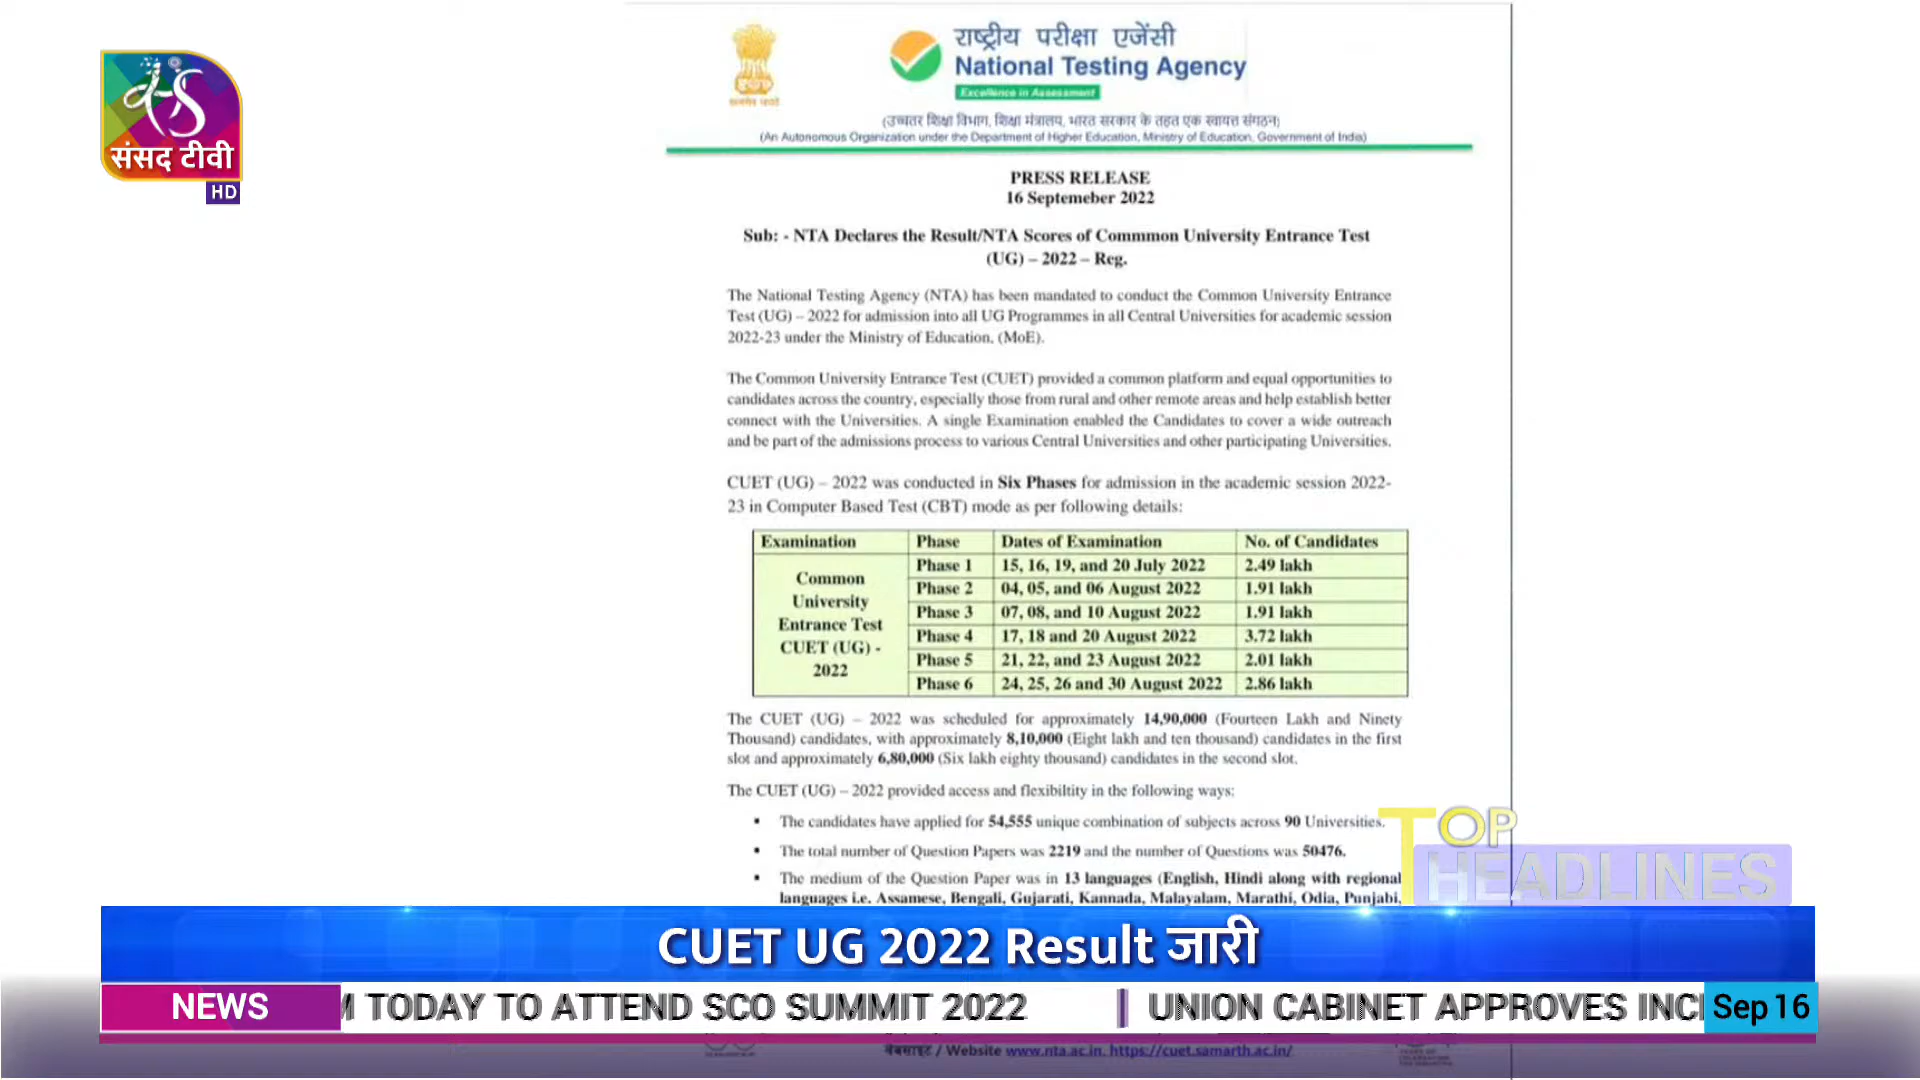 संसद टीवी
HD
राष्ट्रीय परीक्षा एजेंसी
National Testing Agency
Excellence in Assessment
(उच्चतर शिक्षा विभाग, शिक्षा मंत्रालय, भारत सरकार के तहत एक स्वायत्त संगठन)
(An Autonomous Organization under the Department of Higher Education, Ministry of Education, Government of India)
PRESS RELEASE
16 Septemeber 2022
Sub: - NTA Declares the Result/NTA Scores of Commmon University Entrance Test
(UG) – 2022 – Reg.
The National Testing Agency (NTA) has been mandated to conduct the Common University Entrance
Test (UG) – 2022 for admission into all UG Programmes in all Central Universities for academic session
2022-23 under the Ministry of Education, (MoE).
The Common University Entrance Test (CUET) provided a common platform and equal opportunities to
candidates across the country, especially those from rural and other remote areas and help establish better
connect with the Universities. A single Examination enabled the Candidates to cover a wide outreach
and be part of the admissions process to various Central Universities and other participating Universities.
CUET (UG) – 2022 was conducted in Six Phases for admission in the academic session 2022-
23 in Computer Based Test (CBT) mode as per following details:
Examination Phase Dates of Examination No. of Candidates
Common University Entrance Test CUET (UG) - 2022
Phase 1 15, 16, 19, and 20 July 2022 2.49 lakh
Phase 2 04, 05, and 06 August 2022 1.91 lakh
Phase 3 07, 08, and 10 August 2022 1.91 lakh
Phase 4 17, 18 and 20 August 2022 3.72 lakh
Phase 5 21, 22, and 23 August 2022 2.01 lakh
Phase 6 24, 25, 26 and 30 August 2022 2.86 lakh
The CUET (UG) – 2022 was scheduled for approximately 14,90,000 (Fourteen Lakh and Ninety
Thousand) candidates, with approximately 8,10,000 (Eight lakh and ten thousand) candidates in the first
slot and approximately 6,80,000 (Six lakh eighty thousand) candidates in the second slot.
The CUET (UG) – 2022 provided access and flexibiltity in the following ways:
▪ The candidates have applied for 54,555 unique combination of subjects across 90 Universities.
▪ The total number of Question Papers was 2219 and the number of Questions was 50476.
▪ The medium of the Question Paper was in 13 languages (English, Hindi along with regional
languages i.e. Assamese, Bengali, Gujarati, Kannada, Malayalam, Marathi, Odia, Punjabi,
TOP
HEADLINES
CUET UG 2022 Result जारी
NEWS
M TODAY TO ATTEND SCO SUMMIT 2022 | UNION CABINET APPROVES INC
Sep 16
वेबसाइट / Website www.nta.ac.in, https://cuet.samarth.ac.in/